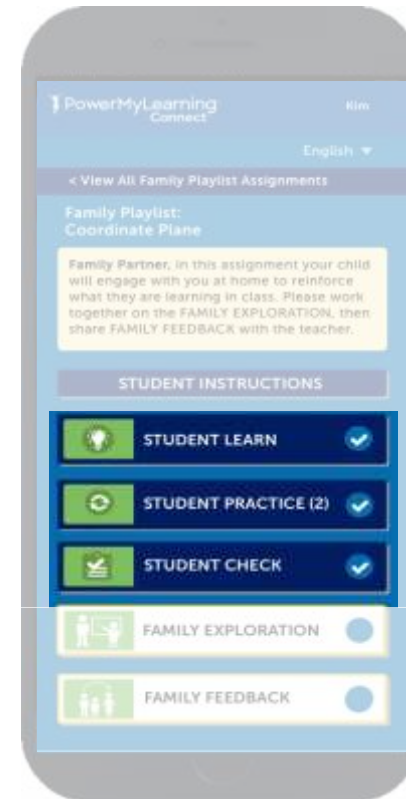 PowerMyLearning
Connect
Kim
English
< View All Family Playlist Assignments
Family Playlist:
Coordinate Plane
Family Partner, in this assignment your child
will engage with you at home to reinforce
what they are learning in class. Please work
together on the FAMILY EXPLORATION, then
share FAMILY FEEDBACK with the teacher.
STUDENT INSTRUCTIONS
STUDENT LEARN
STUDENT PRACTICE (2)
STUDENT CHECK
FAMILY EXPLORATION
FAMILY FEEDBACK